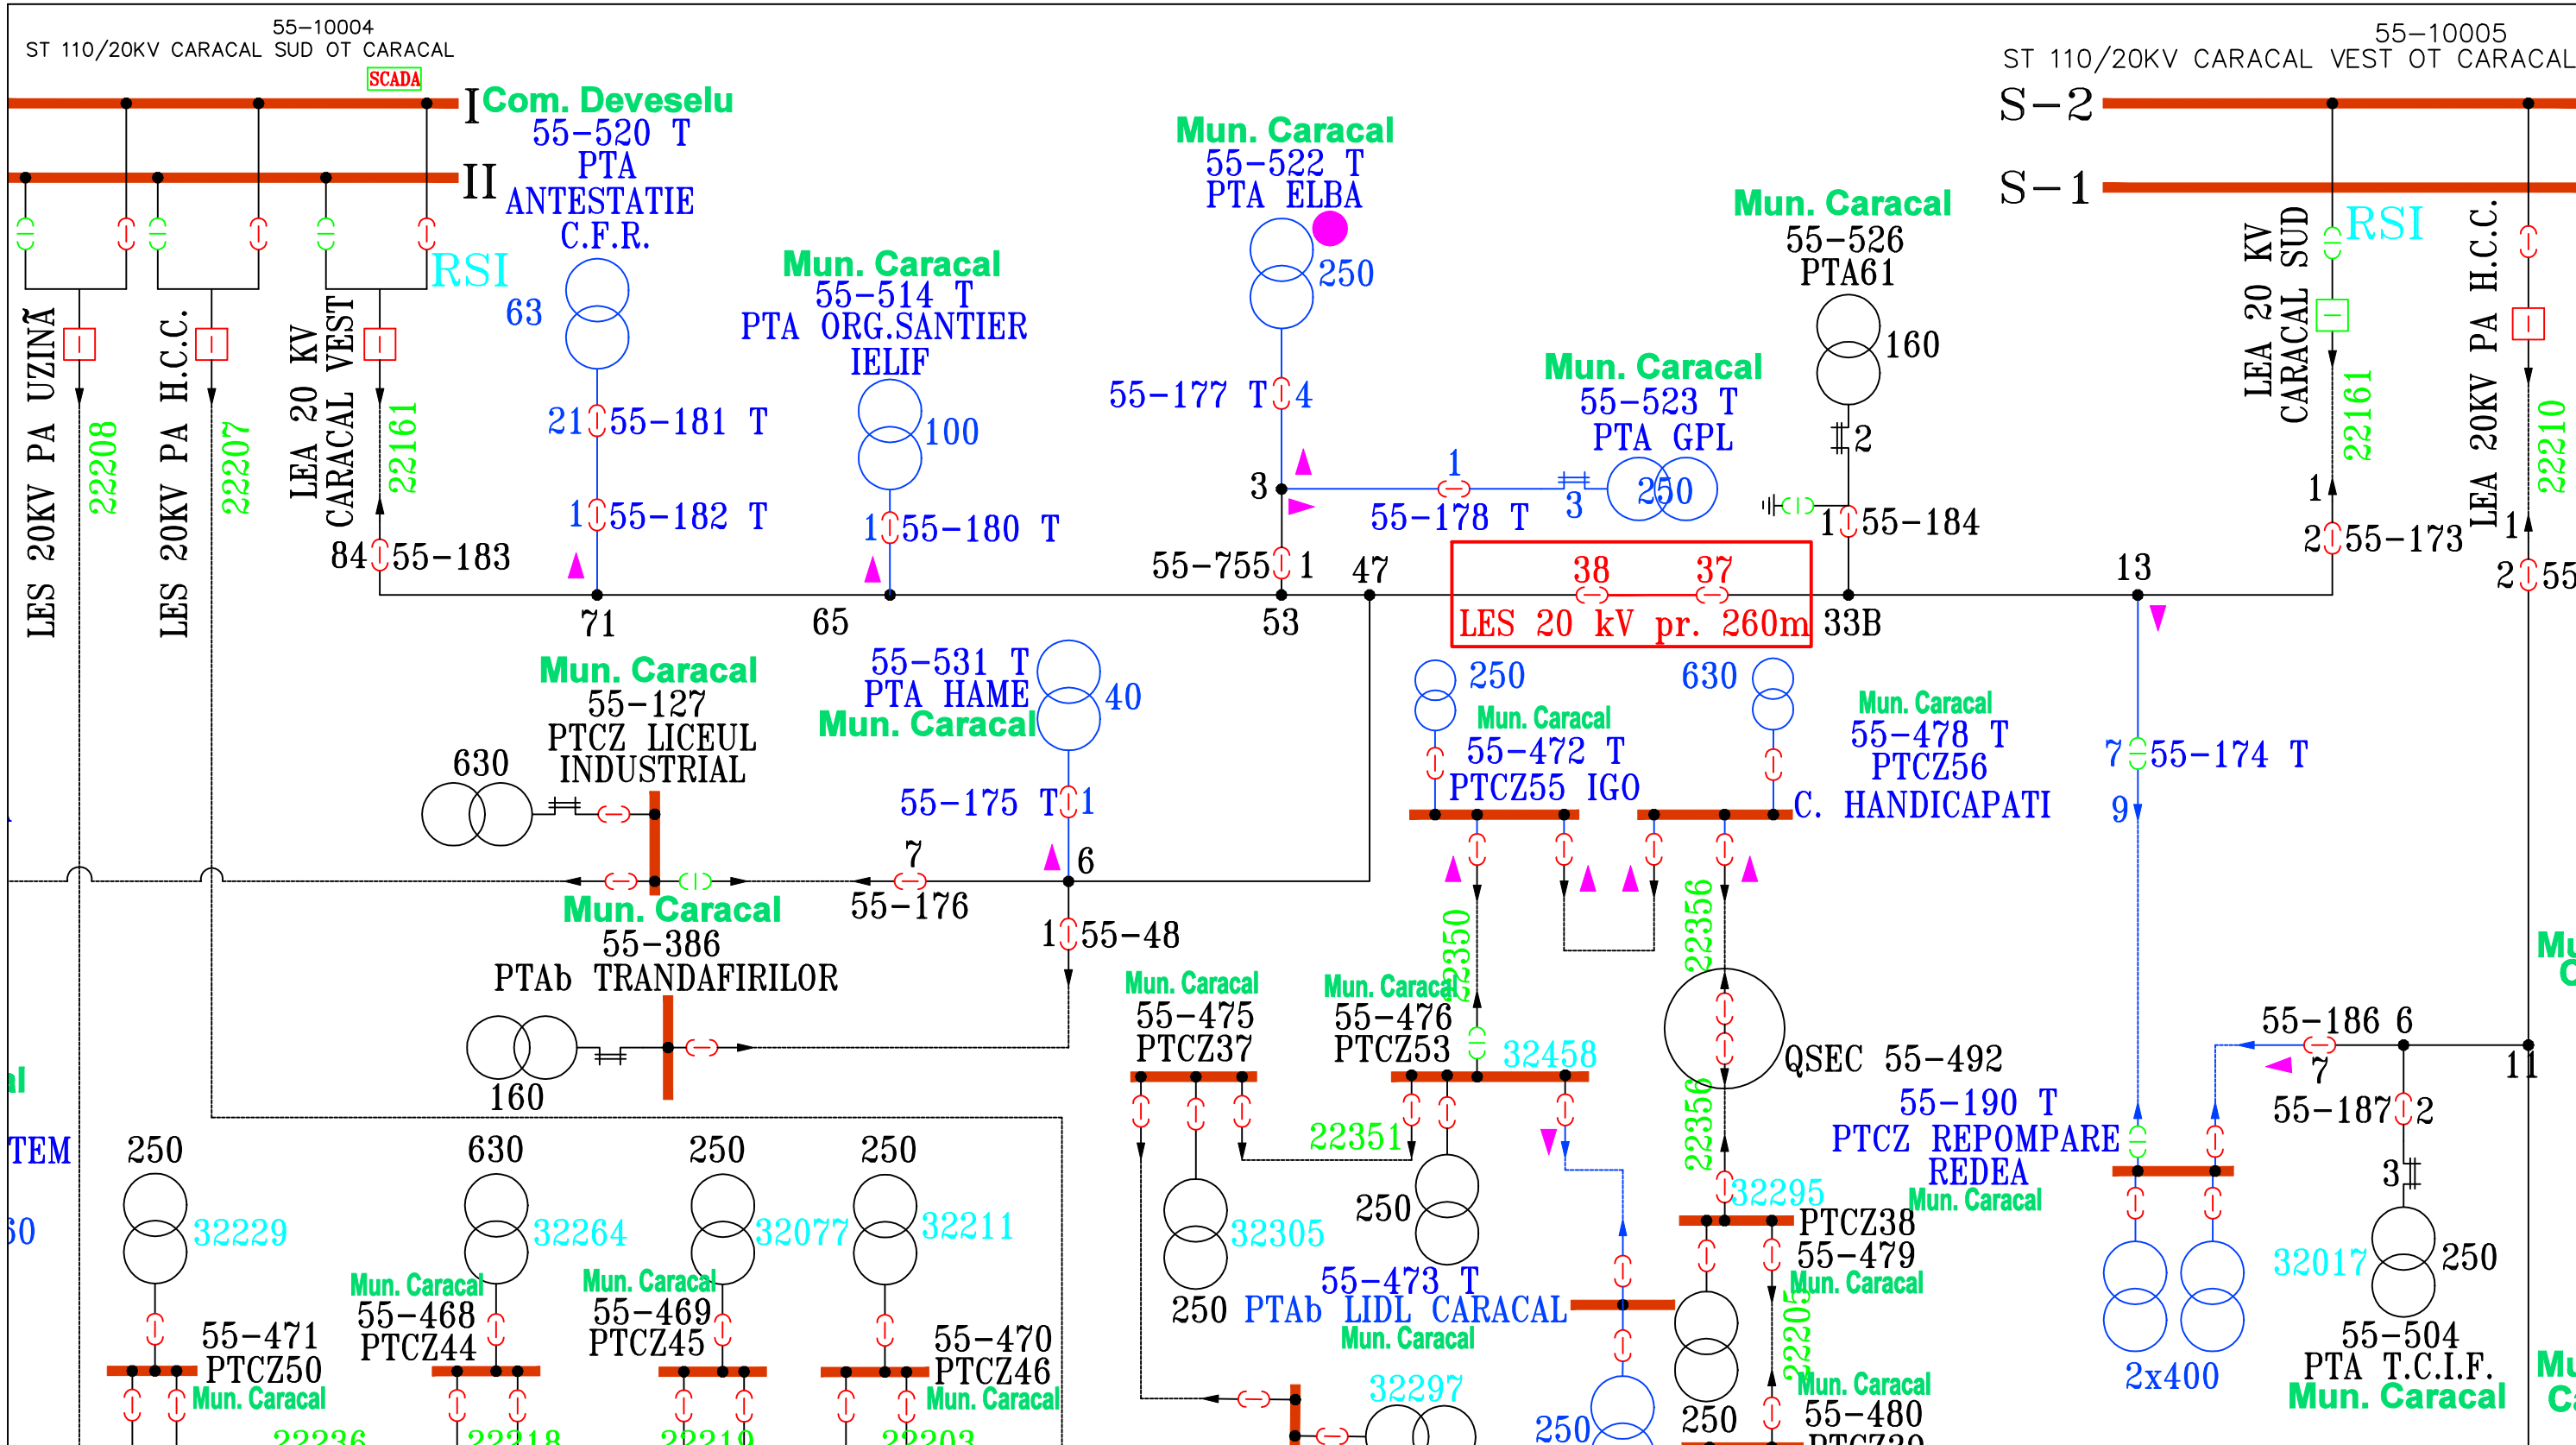 55-10004
ST 110/20KV CARACAL SUD OT CARACAL
SCADA
I
II
RSI
LES 20KV PA UZINĂ
22208
LES 20KV PA H.C.C.
22207
LEA 20 KV
CARACAL VEST
22161
84
55-183
Com. Deveselu
55-520 T
PTA
ANTESTATIE
C.F.R.
63
21
55-181 T
1
55-182 T
71
Mun. Caracal
55-514 T
PTA ORG.SANTIER
IELIF
100
1
55-180 T
65
Mun. Caracal
55-522 T
PTA ELBA
250
55-177 T
4
3
55-755
1
53
47
Mun. Caracal
55-523 T
PTA GPL
1
250
3
55-178 T
38
37
LES 20 kV pr. 260m
Mun. Caracal
55-526
PTA61
160
2
1
55-184
33B
55-10005
ST 110/20KV CARACAL VEST OT CARACAL
S-2
S-1
RSI
LEA 20 KV
CARACAL SUD
22161
1
2
55-173
LEA 20KV PA H.C.C.
22210
1
2
55
13
7
55-174 T
9
Mun. Caracal
55-127
PTCZ LICEUL
INDUSTRIAL
630
55-531 T
PTA HAME
Mun. Caracal
40
55-175 T
1
7
6
55-176
1
55-48
Mun. Caracal
55-386
PTAb TRANDAFIRILOR
160
250
Mun. Caracal
55-472 T
PTCZ55 IGO
630
Mun. Caracal
55-478 T
PTCZ56
C. HANDICAPATI
22350
22356
QSEC 55-492
22356
Mun. Caracal
55-475
PTCZ37
Mun. Caracal
55-476
PTCZ53
32458
22351
250
32305
250
55-473 T
PTAb LIDL CARACAL
Mun. Caracal
250
32297
32295
PTCZ38
55-479
Mun. Caracal
22205
250
Mun. Caracal
55-480
PTCZ39
55-190 T
PTCZ REPOMPARE
REDEA
Mun. Caracal
2x400
55-186
6
7
11
55-187
2
3
32017
250
55-504
PTA T.C.I.F.
Mun. Caracal
TEM
250
32229
55-471
PTCZ50
Mun. Caracal
22236
630
32264
Mun. Caracal
55-468
PTCZ44
22218
250
32077
Mun. Caracal
55-469
PTCZ45
22219
250
32211
55-470
PTCZ46
Mun. Caracal
22203